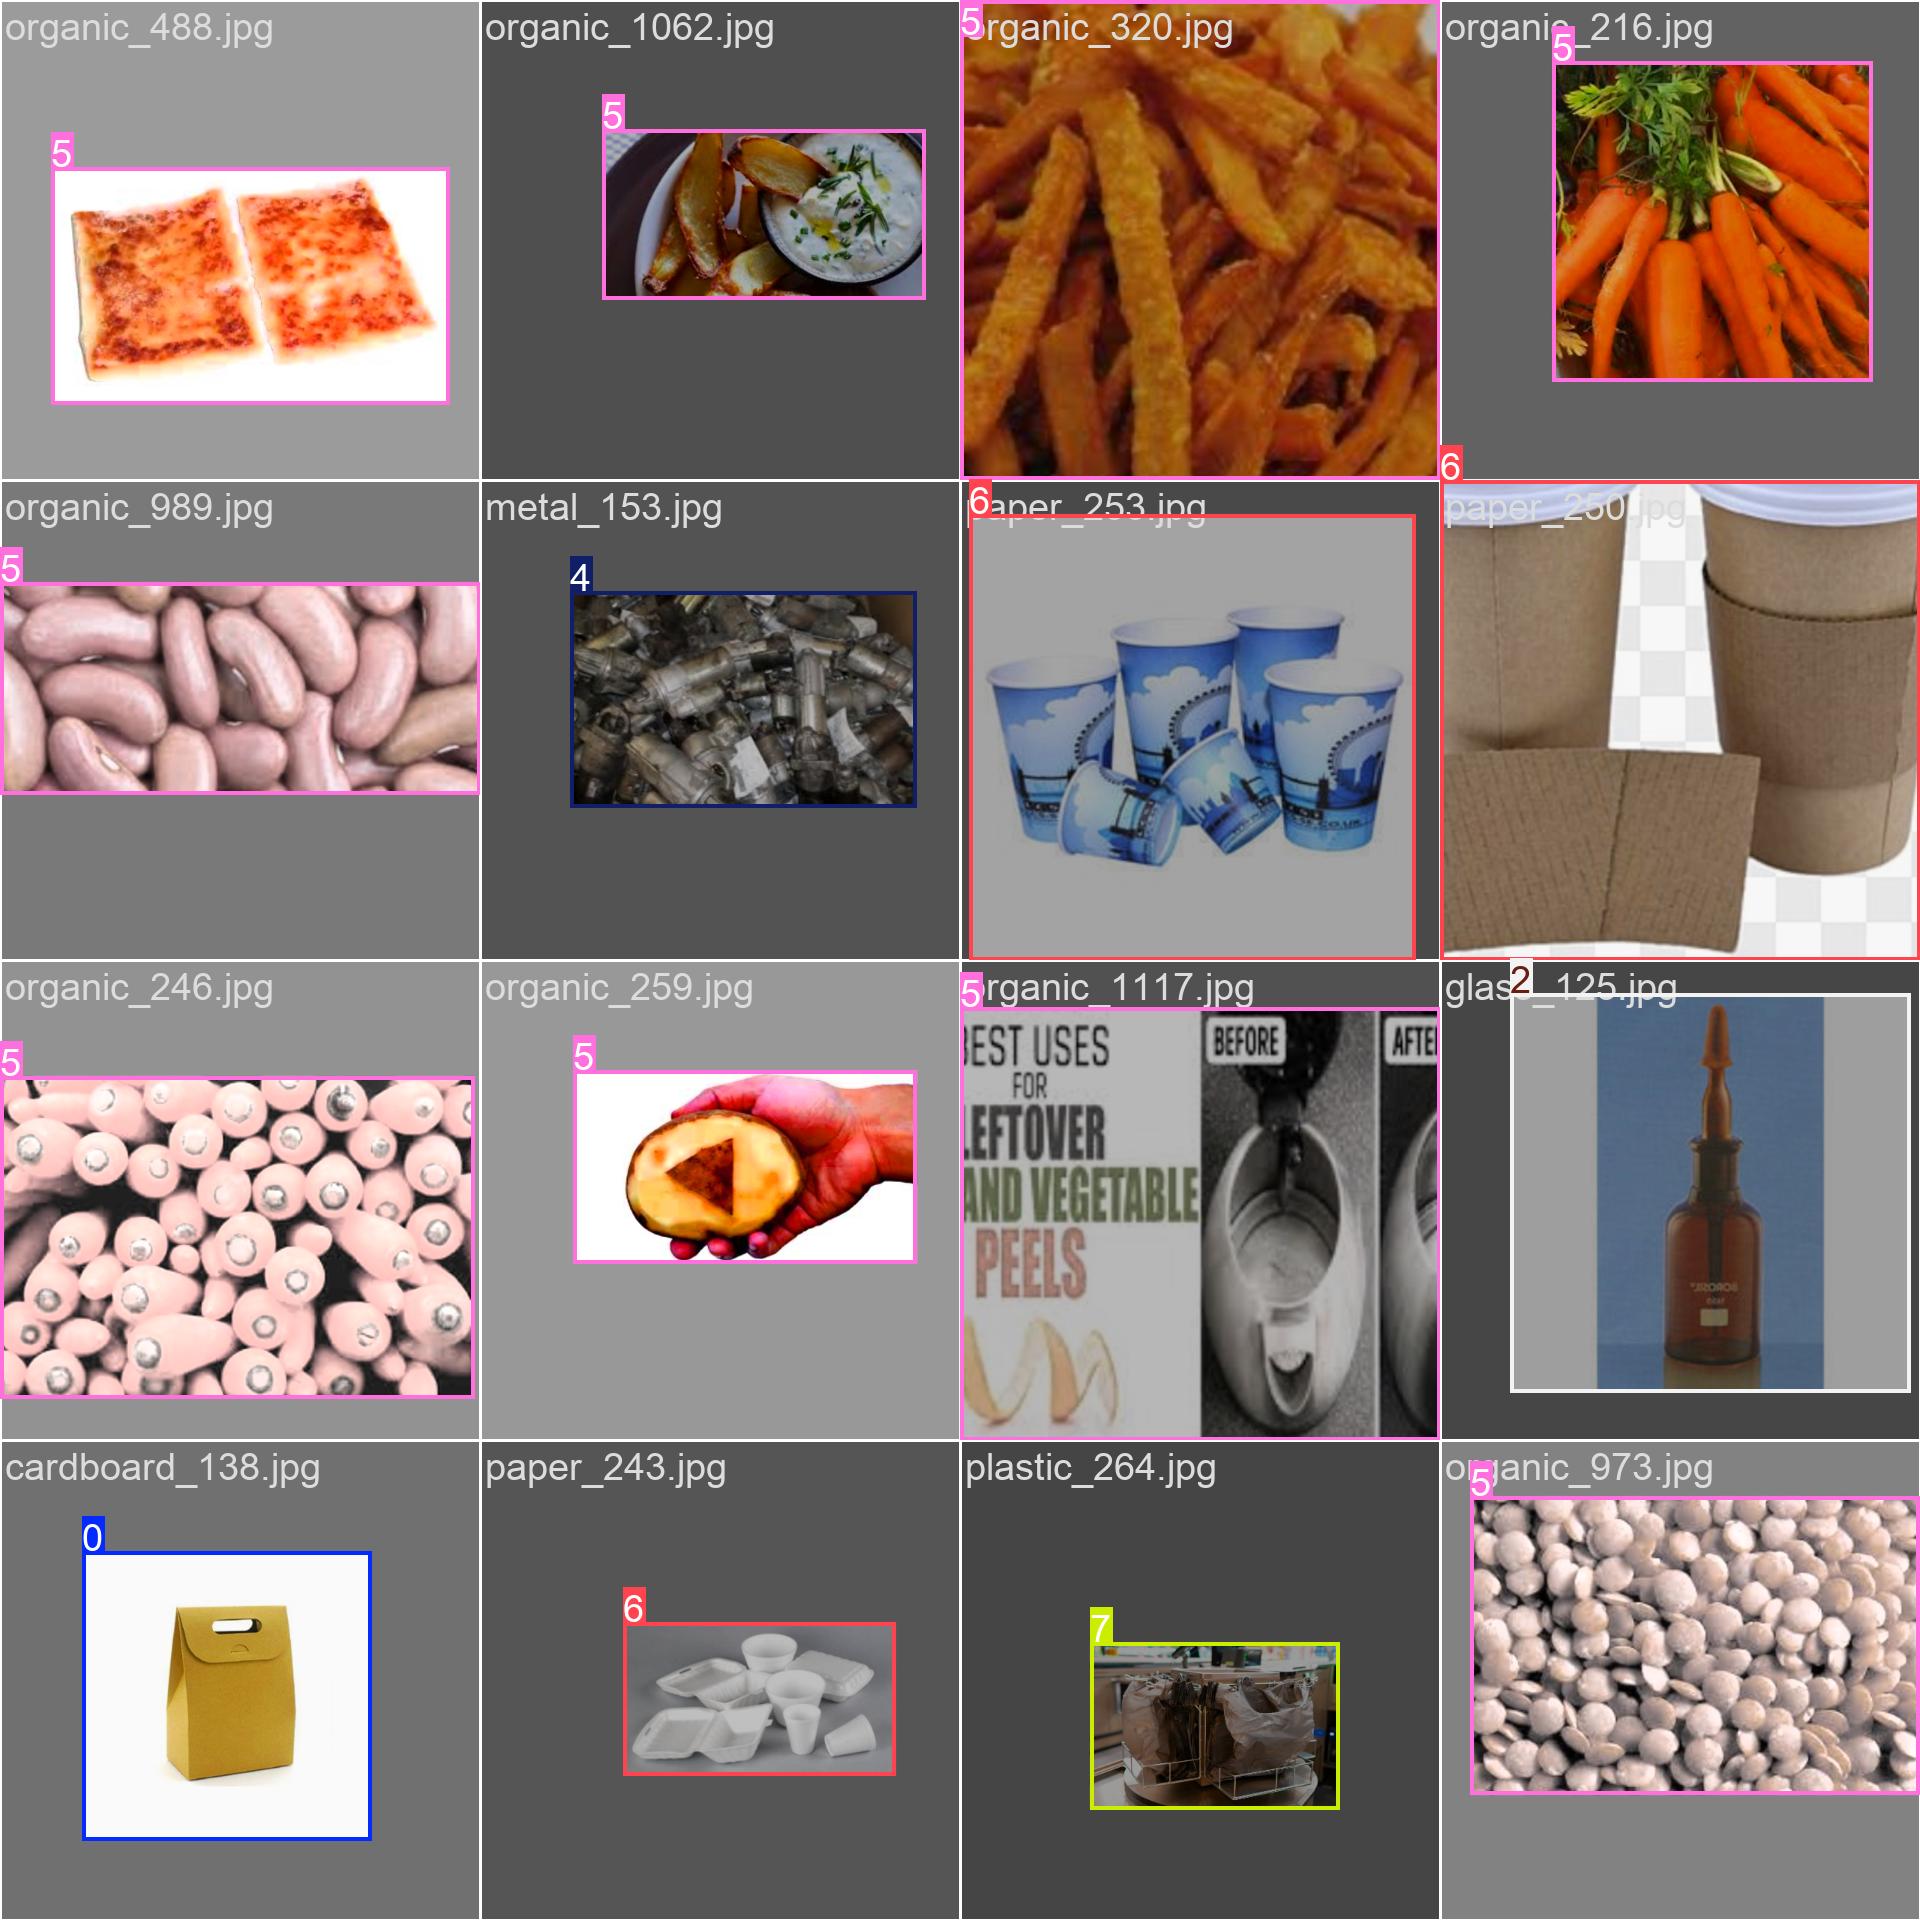 organic_488.jpg
organic_1062.jpg
5
organic_320.jpg
organic_216.jpg
5
5
5
6
organic_989.jpg
metal_153.jpg
6
paper_253.jpg
paper_250.jpg
5
4
organic_246.jpg
organic_259.jpg
5
organic_1117.jpg
glass_125.jpg
2
5
5
BEST USES
FOR
LEFTOVER
AND VEGETABLE
PEELS
BEFORE
AFTE
BOROSIL
cardboard_138.jpg
paper_243.jpg
plastic_264.jpg
organic_973.jpg
5
0
6
7